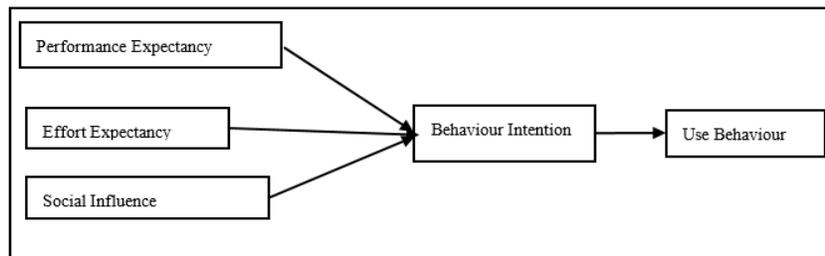 Performance Expectancy
Effort Expectancy
Behaviour Intention
Use Behaviour
Social Influence